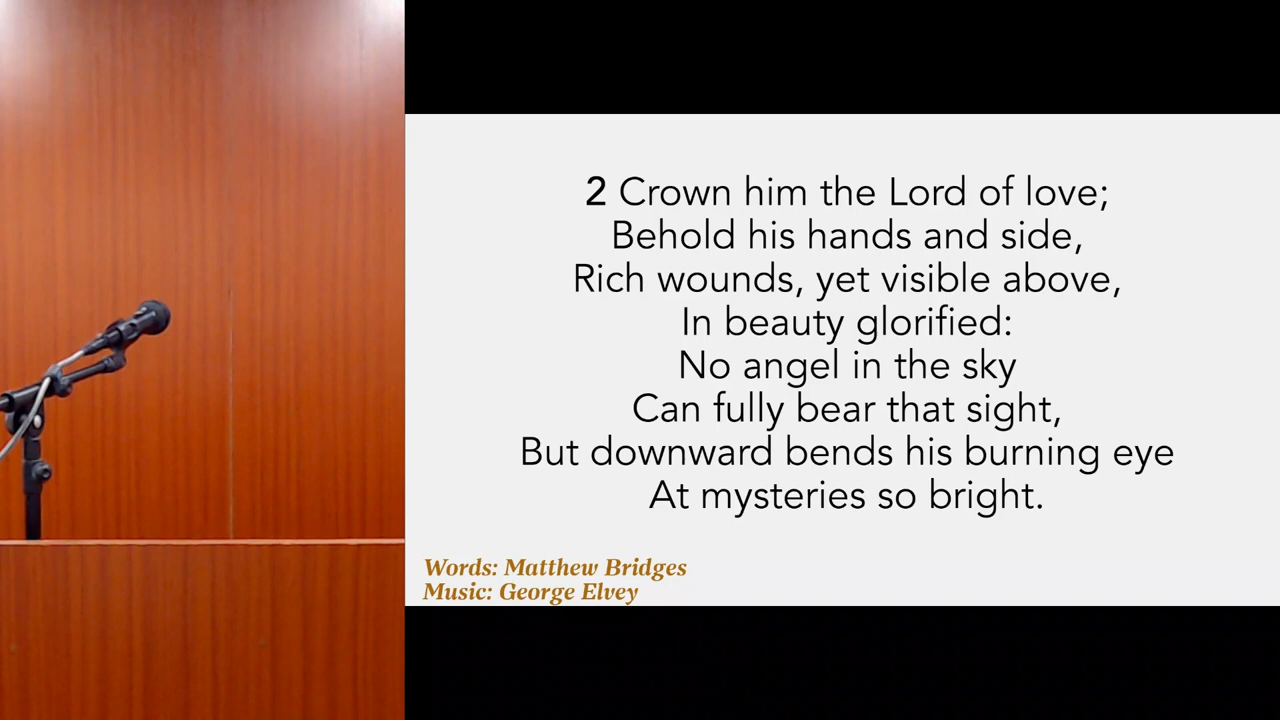 2 Crown him the Lord of love;
Behold his hands and side,
Rich wounds, yet visible above,
In beauty glorified:
No angel in the sky
Can fully bear that sight,
But downward bends his burning eye
At mysteries so bright.
Words: Matthew Bridges
Music: George Elvey